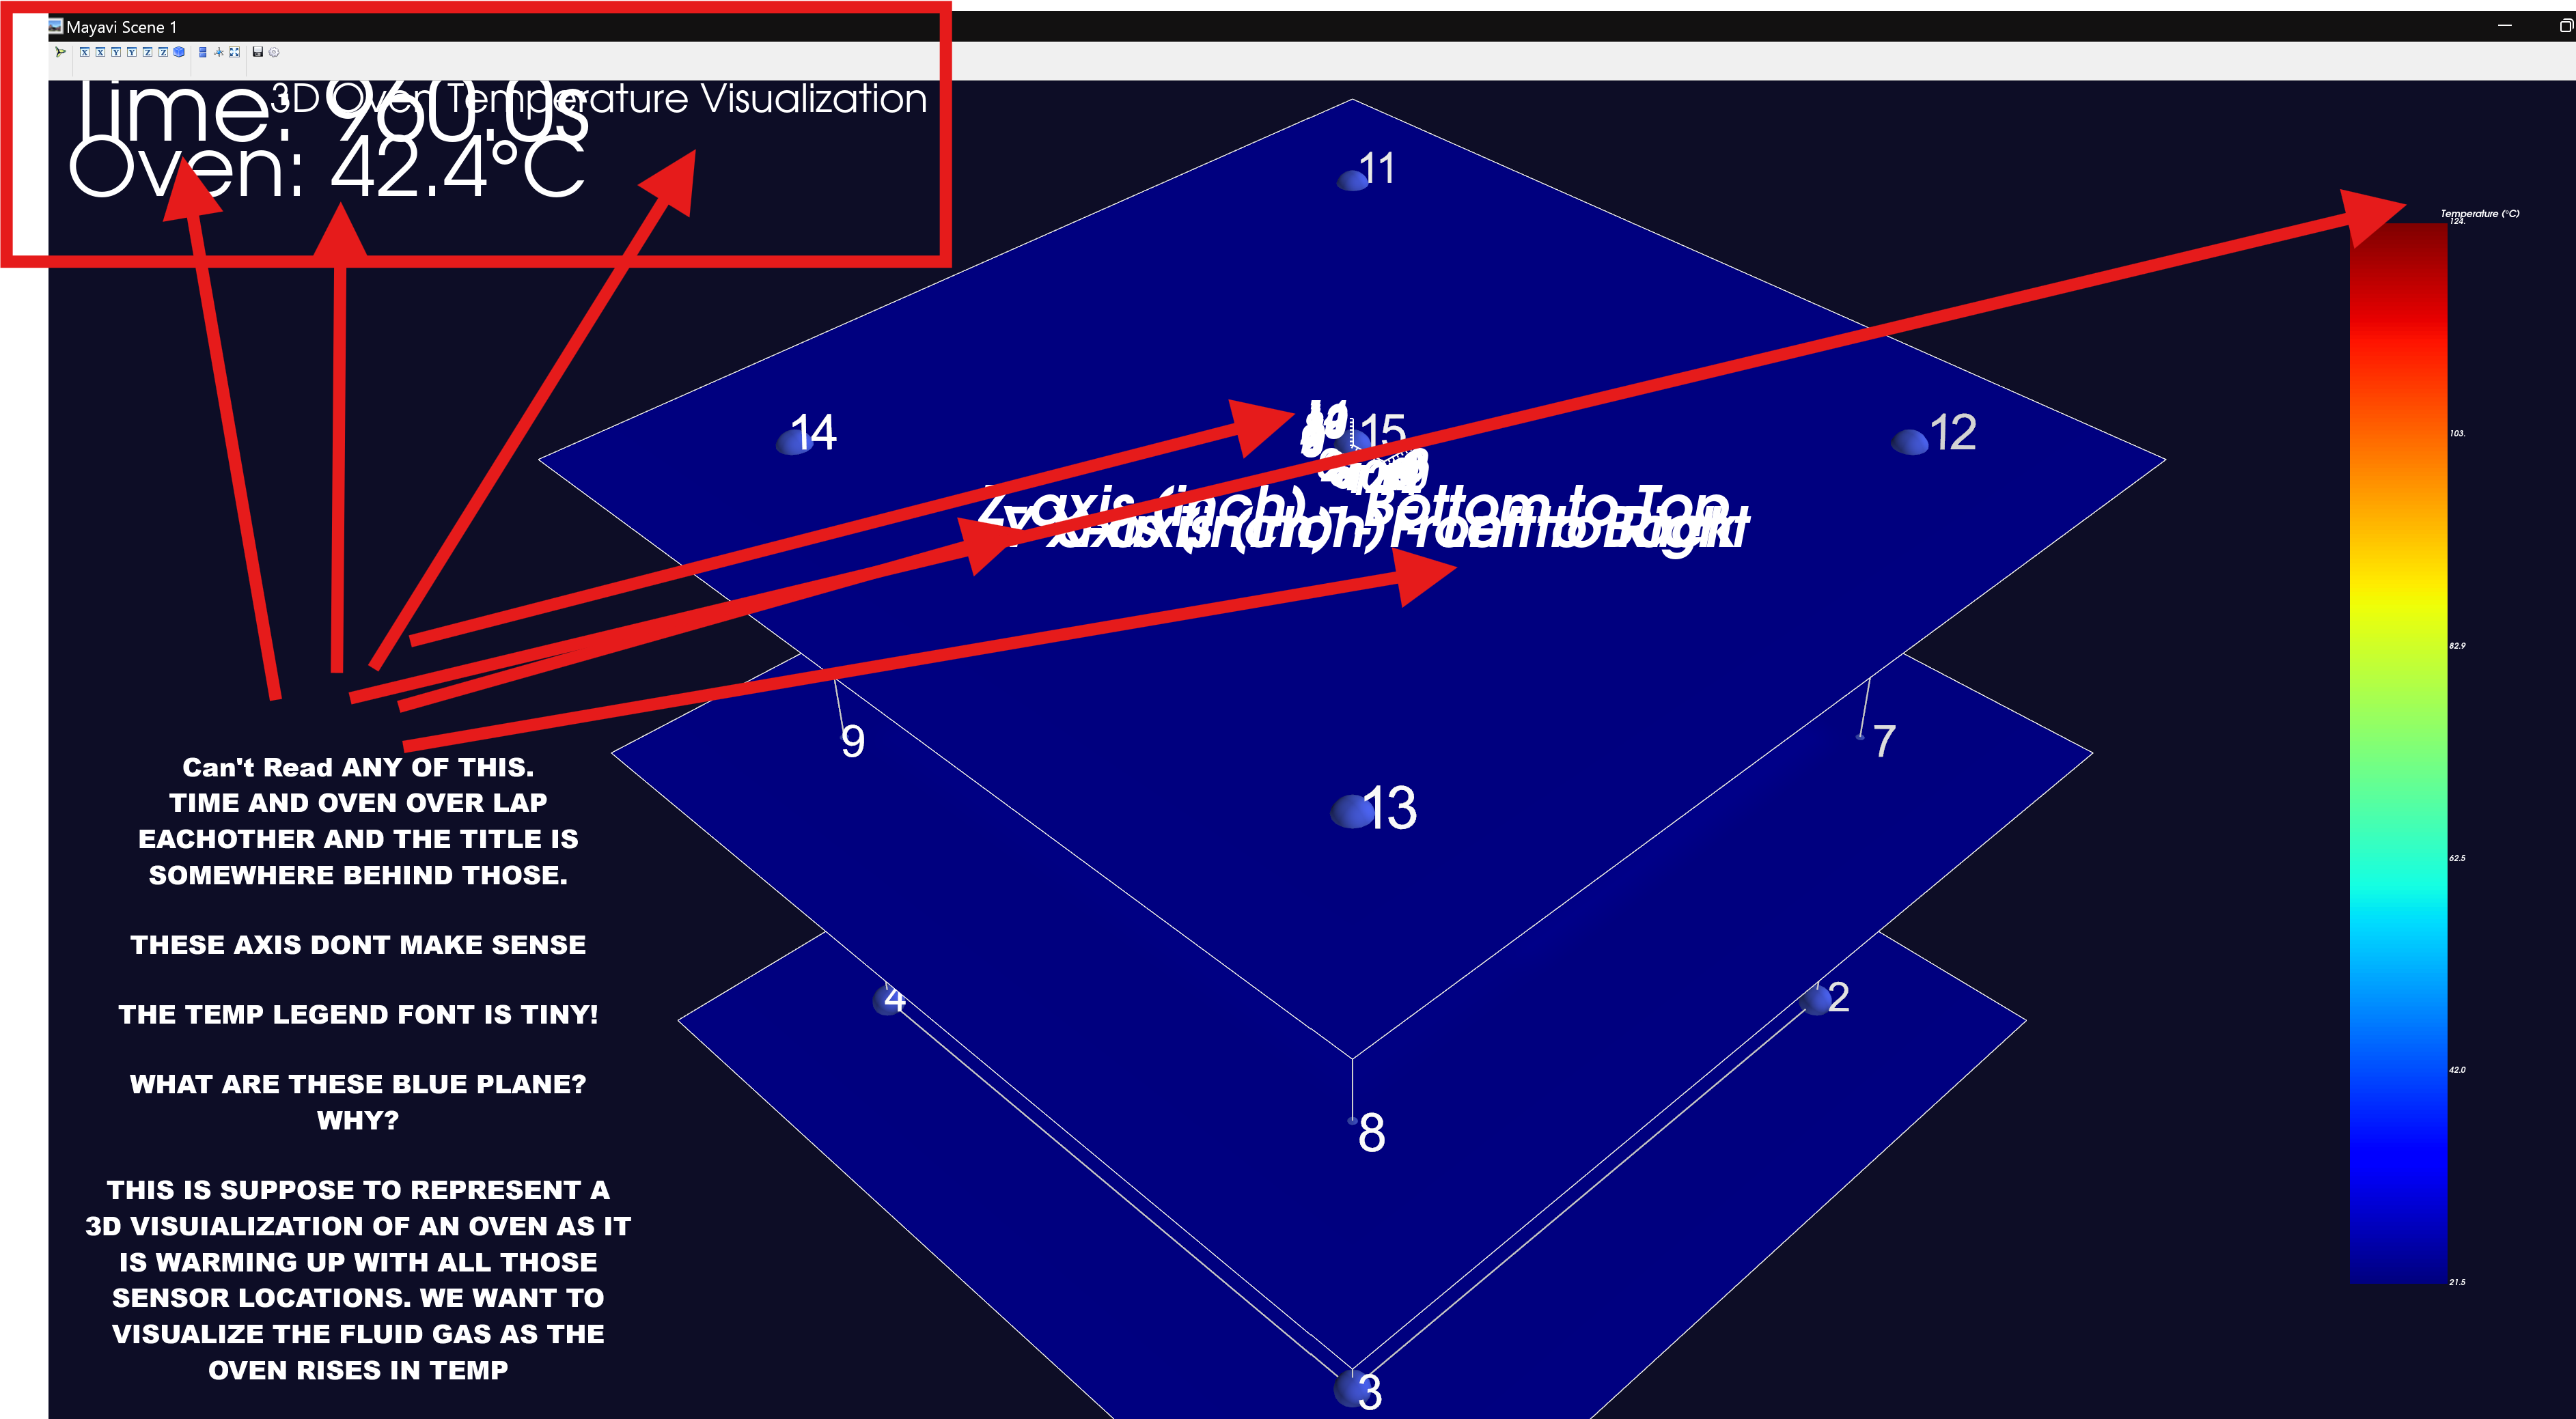 Mayavi Scene 1
3D Oven Temperature Visualization
Time: 960.0s
Oven: 42.4°C
11
Temperature (°C)
124.
14
15
12
103.
Z-axis (inch) - Bottom to Top
82.9
9
7
Can't Read ANY OF THIS.
TIME AND OVEN OVER LAP
EACHOTHER AND THE TITLE IS
SOMEWHERE BEHIND THOSE.
13
62.5
THESE AXIS DONT MAKE SENSE
4
2
THE TEMP LEGEND FONT IS TINY!
42.0
WHAT ARE THESE BLUE PLANE?
WHY?
8
THIS IS SUPPOSE TO REPRESENT A
3D VISUIALIZATION OF AN OVEN AS IT
IS WARMING UP WITH ALL THOSE
SENSOR LOCATIONS. WE WANT TO
VISUALIZE THE FLUID GAS AS THE
OVEN RISES IN TEMP
21.5
3